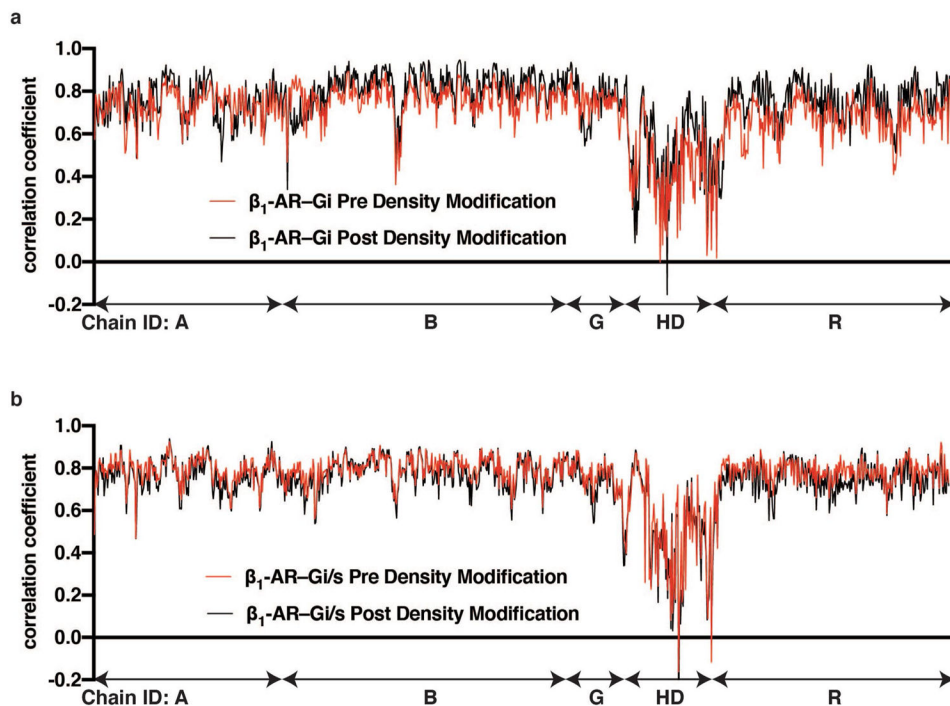 a
correlation coefficient
1.0
0.8
0.6
0.4
0.2
0.0
-0.2
β₁-AR–Gi Pre Density Modification
β₁-AR–Gi Post Density Modification
Chain ID: A B G HD R
b
correlation coefficient
1.0
0.8
0.6
0.4
0.2
0.0
-0.2
β₁-AR–Gi/s Pre Density Modification
β₁-AR–Gi/s Post Density Modification
Chain ID: A B G HD R